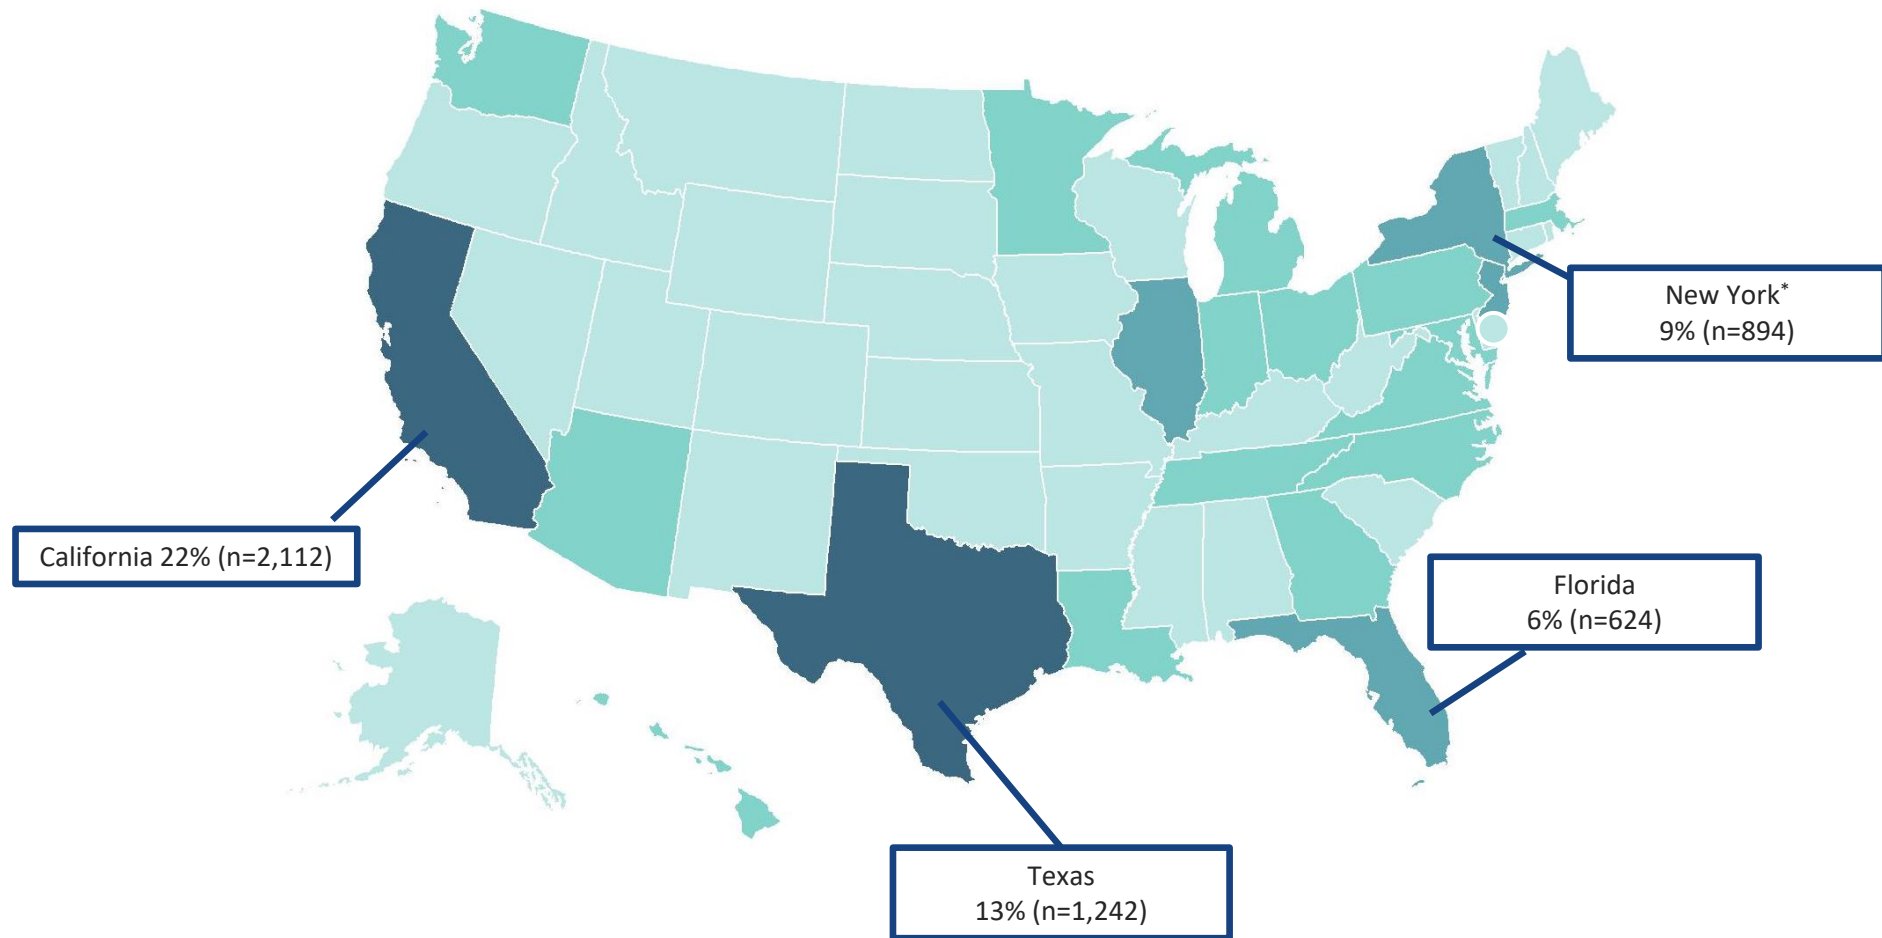 New York*
9% (n=894)
California 22% (n=2,112)
Florida
6% (n=624)
Texas
13% (n=1,242)